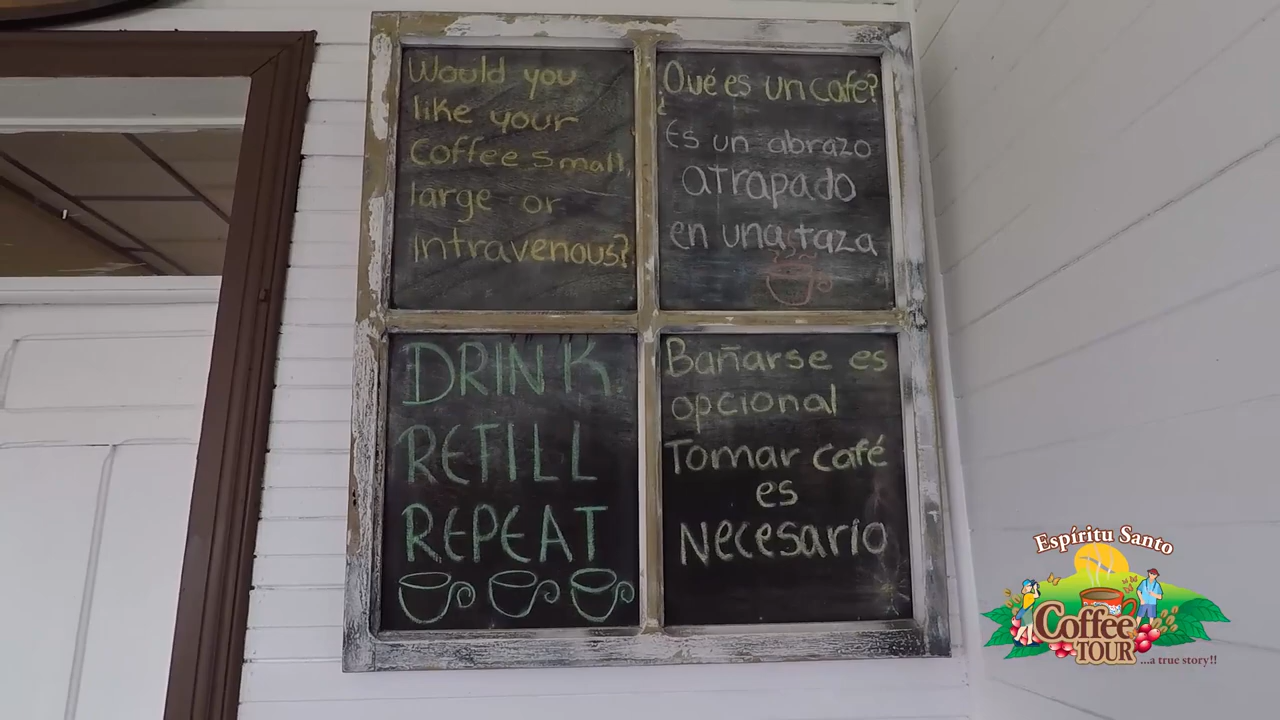 Would you
like your
Coffee small,
large or
intravenous?
Qué es un café?
¿
Es un abrazo
atrapado
en una taza
DRINK
REFILL
REPEAT
Bañarse es
opcional
Tomar café
es
Necesario
Espíritu Santo
Coffee
TOUR
...a true story!!